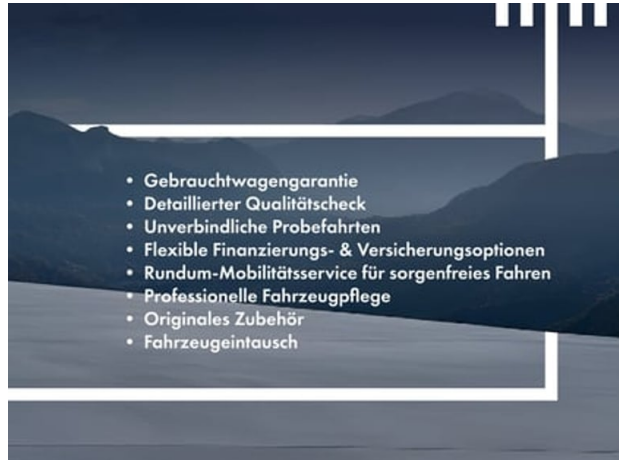 • Gebrauchtwagengarantie
• Detaillierter Qualitätscheck
• Unverbindliche Probefahrten
• Flexible Finanzierungs- & Versicherungsoptionen
• Rundum-Mobilitätsservice für sorgenfreies Fahren
• Professionelle Fahrzeugpflege
• Originales Zubehör
• Fahrzeugeintausch